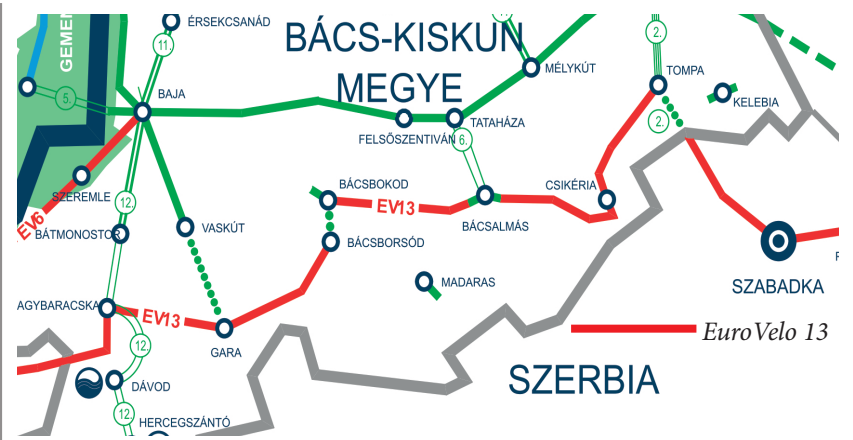 ÉRSEKCSANÁD
BÁCS-KISKUN
MEGYE
GEMEN
11.
2.
MÉLYKÚT
TOMPA
5.
BAJA
KELEBIA
2.
TATAHÁZA
FELSŐSZENTIVÁN
6.
SZEREMLE
12.
EV6
BÁTMONOSTOR
VASKÚT
BÁCSBOKOD
EV13
BÁCSALMÁS
CSIKÉRIA
BÁCSBORSÓD
MADARAS
SZABADKA
AGYBARACSKA
EV13
GARA
EuroVelo 13
12.
DÁVOD
SZERBIA
12.
HERCEGSZÁNTÓ